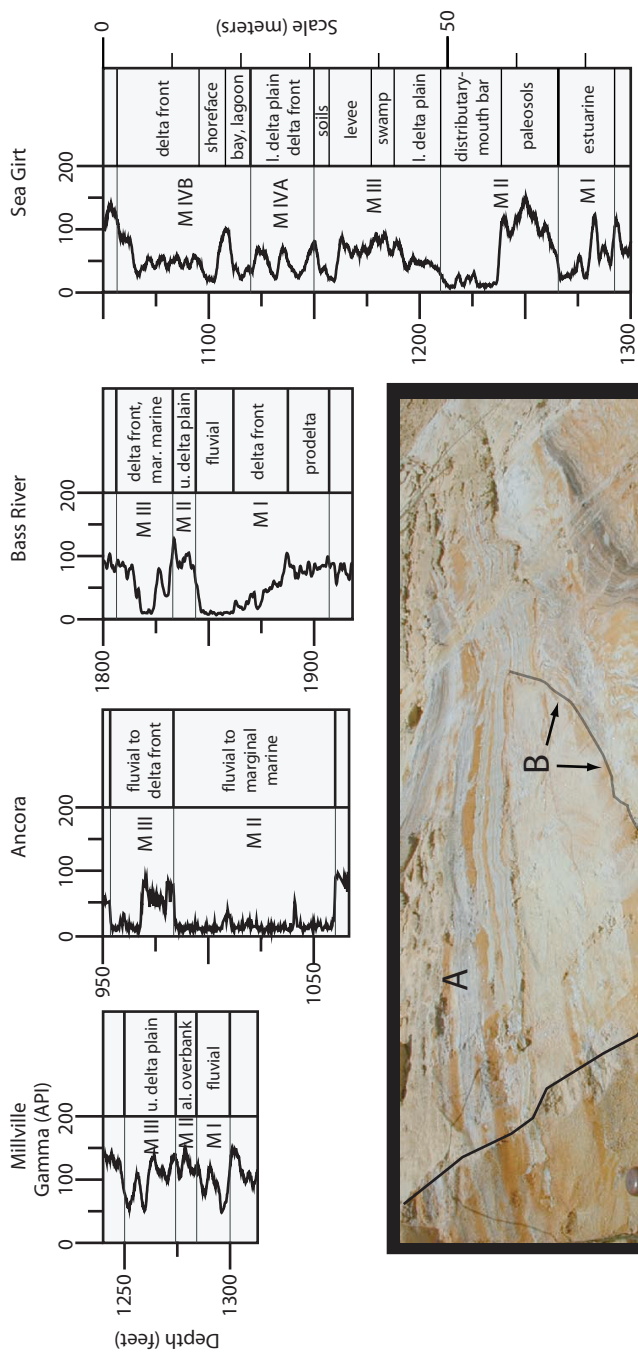 Millville
Gamma (API)
0
100
200
Depth (feet)
1250
1300
M III
M II
M I
u. delta plain
al. overbank
fluvial
Ancora
0
100
200
950
1050
M III
M II
fluvial to
delta front
fluvial to
marginal
marine
Bass River
0
100
200
1800
1900
M III
M II
M I
delta front,
mar. marine
u. delta plain
fluvial
delta front
prodelta
Sea Girt
0
100
200
1100
1200
1300
M IVB
M IVA
M III
M II
M I
delta front
shoreface
bay, lagoon
l. delta plain
delta front
soils
levee
swamp
l. delta plain
distributary-
mouth bar
paleosols
estuarine
0
50
Scale (meters)
A
B